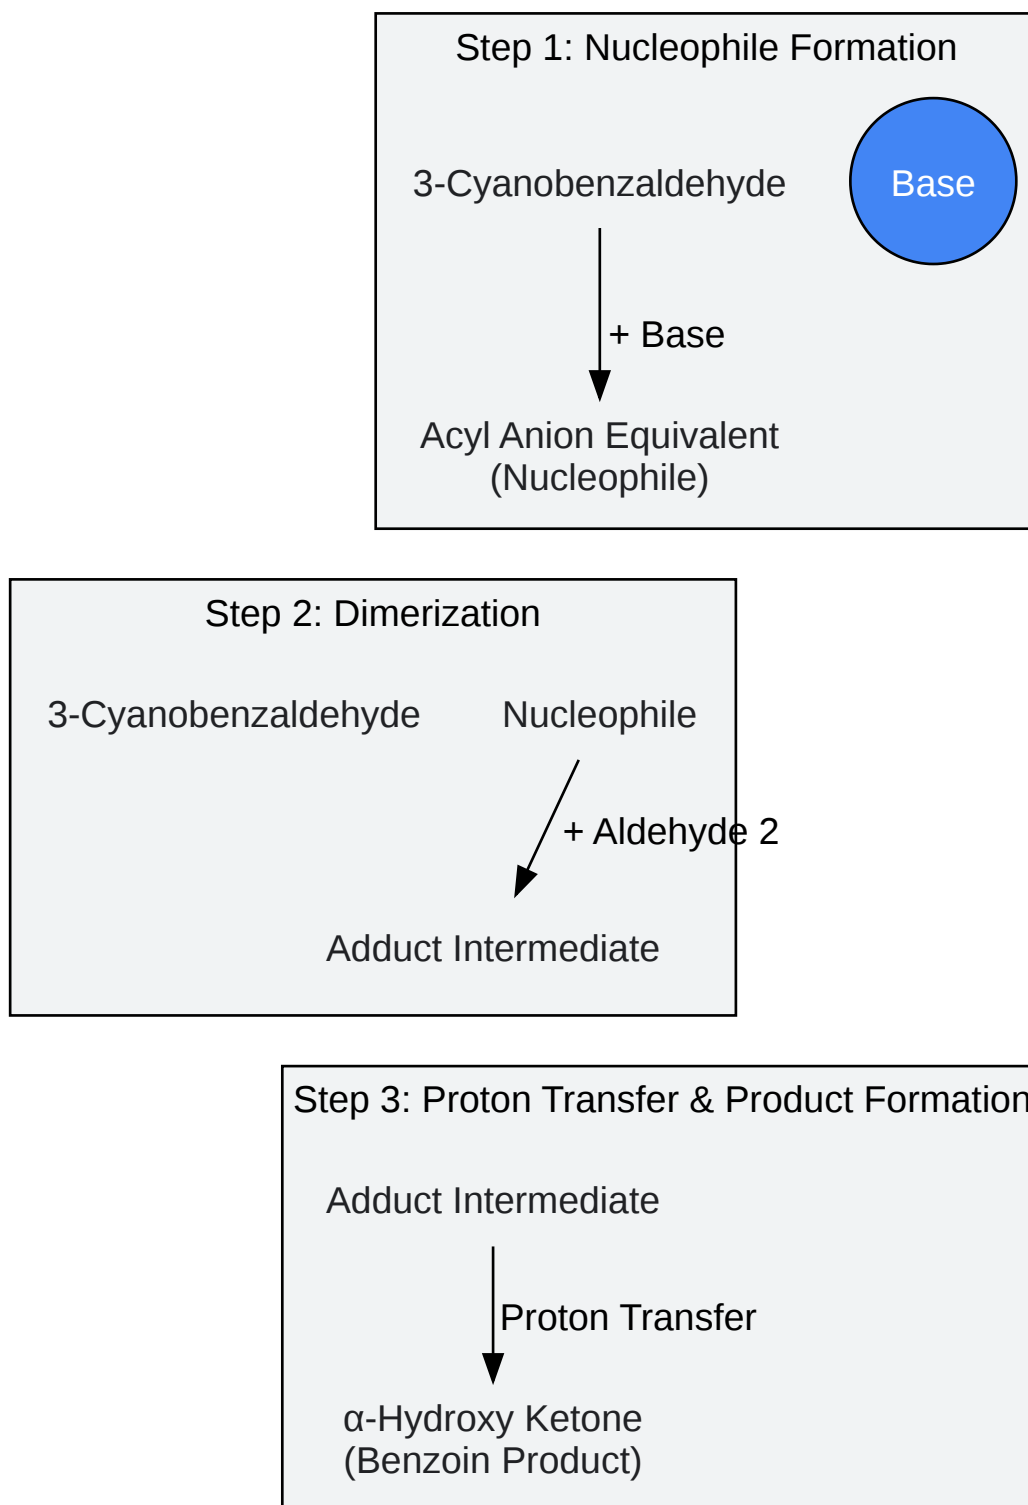 Step 1: Nucleophile Formation
3-Cyanobenzaldehyde
Base
+ Base
Acyl Anion Equivalent
(Nucleophile)
Step 2: Dimerization
3-Cyanobenzaldehyde
Nucleophile
+ Aldehyde 2
Adduct Intermediate
Step 3: Proton Transfer & Product Formation
Adduct Intermediate
Proton Transfer
α-Hydroxy Ketone
(Benzoin Product)